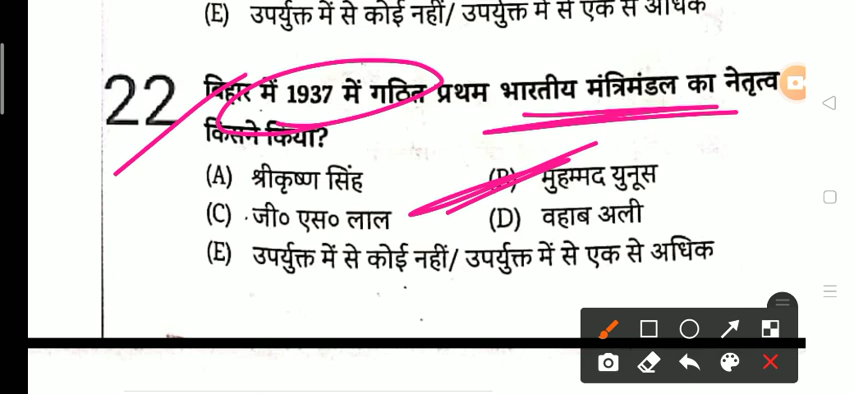 (E) उपर्युक्त में से कोई नहीं/ उपर्युक्त में से एक से अधिक
22 बिहार में 1937 में गठित प्रथम भारतीय मंत्रिमंडल का नेतृत्व
किसने किया?
(A) श्रीकृष्ण सिंह (B) मुहम्मद युनूस
(C) जी० एस० लाल (D) वहाब अली
(E) उपर्युक्त में से कोई नहीं/ उपर्युक्त में से एक से अधिक